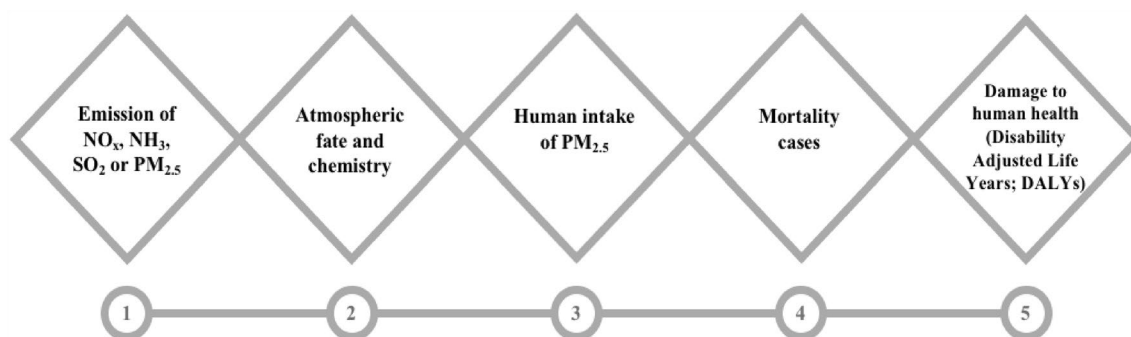 Emission of
NOₓ, NH₃,
SO₂ or PM₂.₅
Atmospheric
fate and
chemistry
Human intake
of PM₂.₅
Mortality
cases
Damage to
human health
(Disability
Adjusted Life
Years; DALYs)
1
2
3
4
5